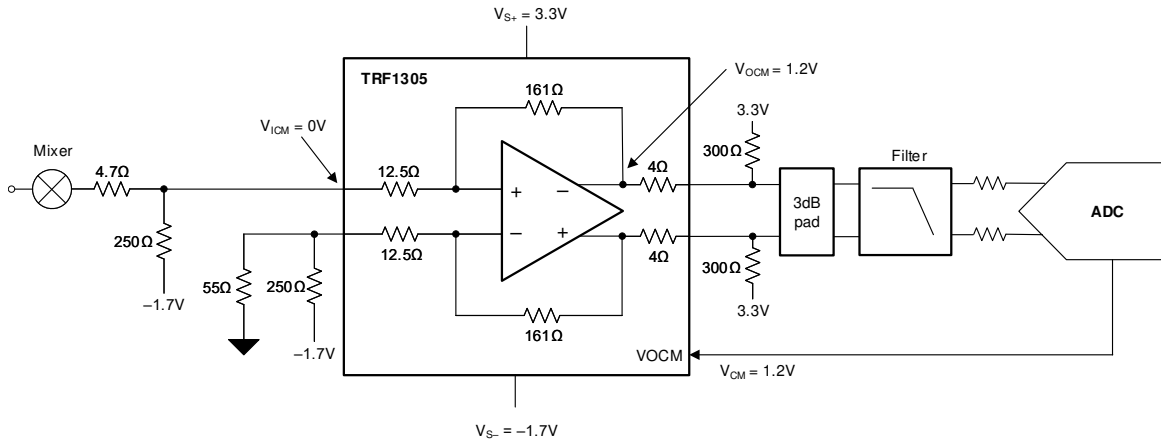 V_S+ = 3.3V
TRF1305
V_OCM = 1.2V
161Ω
3.3V
V_ICM = 0V
Mixer
4.7Ω
12.5Ω
4Ω
300Ω
Filter
+
−
3dB
pad
ADC
−
+
250Ω
12.5Ω
4Ω
55Ω
250Ω
300Ω
−1.7V
161Ω
3.3V
−1.7V
VOCM
V_CM = 1.2V
V_S− = −1.7V